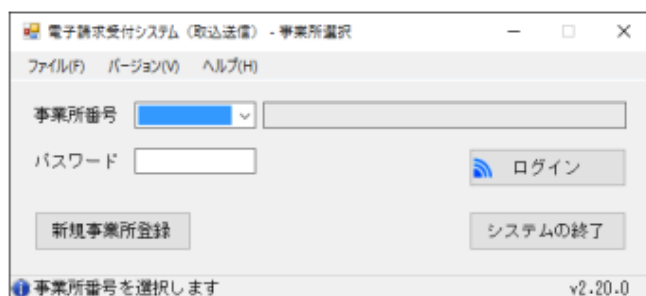 電子請求受付システム（取込送信） - 事業所選択
ファイル(F) バージョン(V) ヘルプ(H)
事業所番号
パスワード
ログイン
新規事業所登録
システムの終了
事業所番号を選択します
v2.20.0